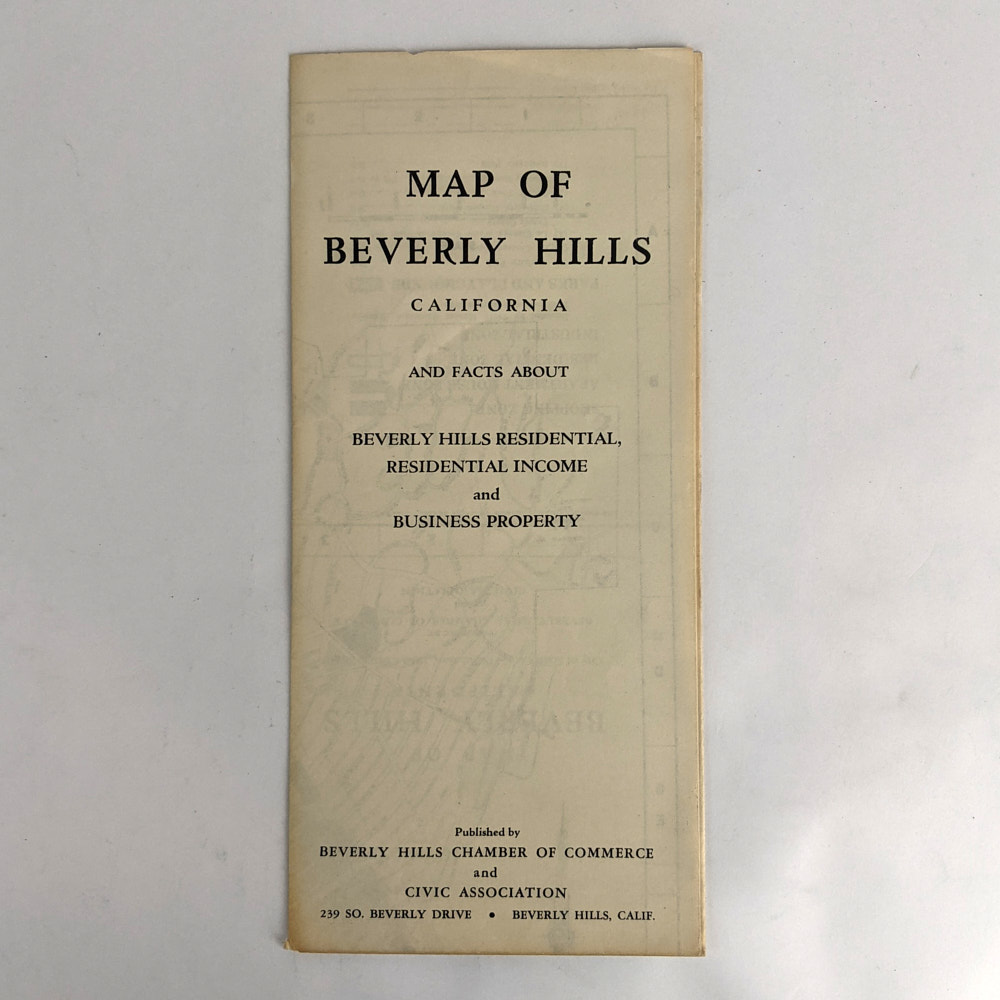 MAP OF
BEVERLY HILLS
CALIFORNIA
AND FACTS ABOUT
BEVERLY HILLS RESIDENTIAL,
RESIDENTIAL INCOME
and
BUSINESS PROPERTY
Published by
BEVERLY HILLS CHAMBER OF COMMERCE
and
CIVIC ASSOCIATION
239 SO. BEVERLY DRIVE • BEVERLY HILLS, CALIF.